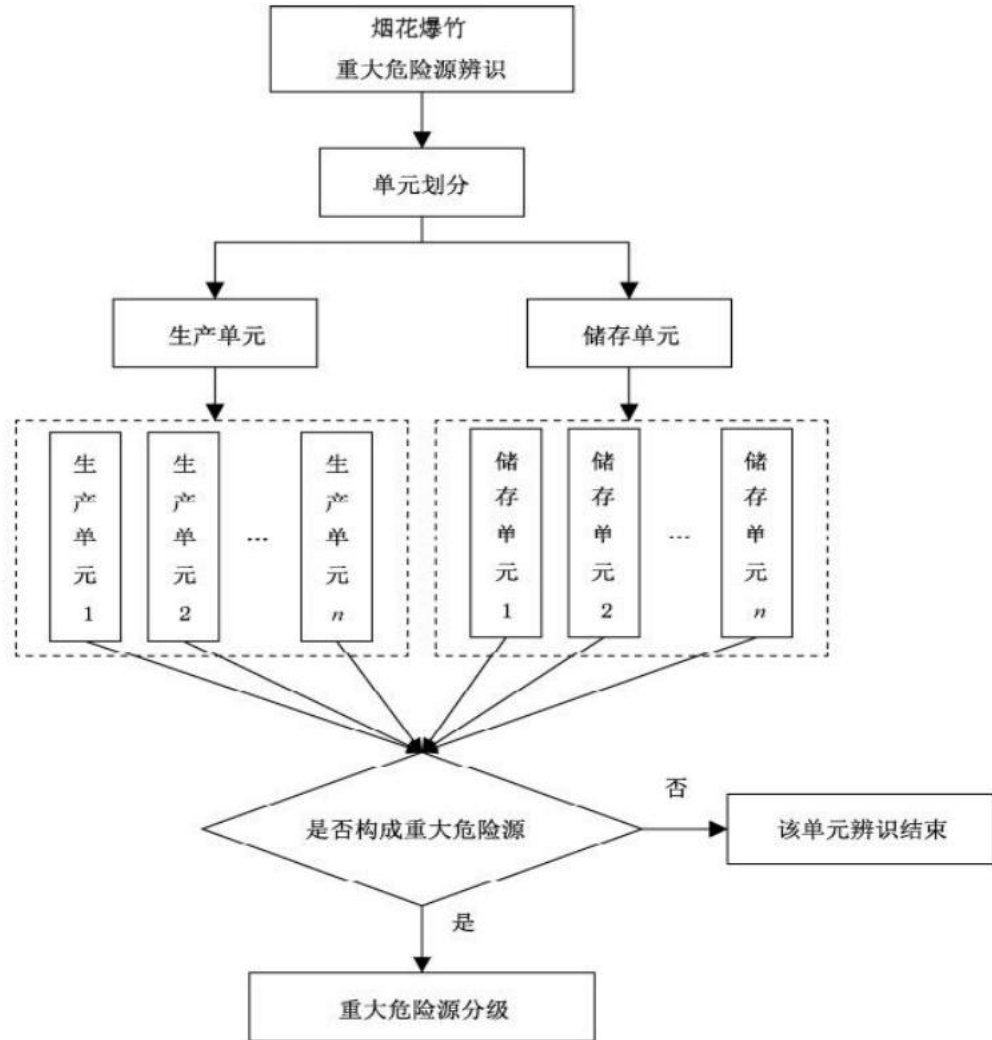 烟花爆竹
重大危险源辨识
单元划分
生产单元
储存单元
生产单元1
生产单元2
…
生产单元n
储存单元1
储存单元2
…
储存单元n
是否构成重大危险源
否
该单元辨识结束
是
重大危险源分级